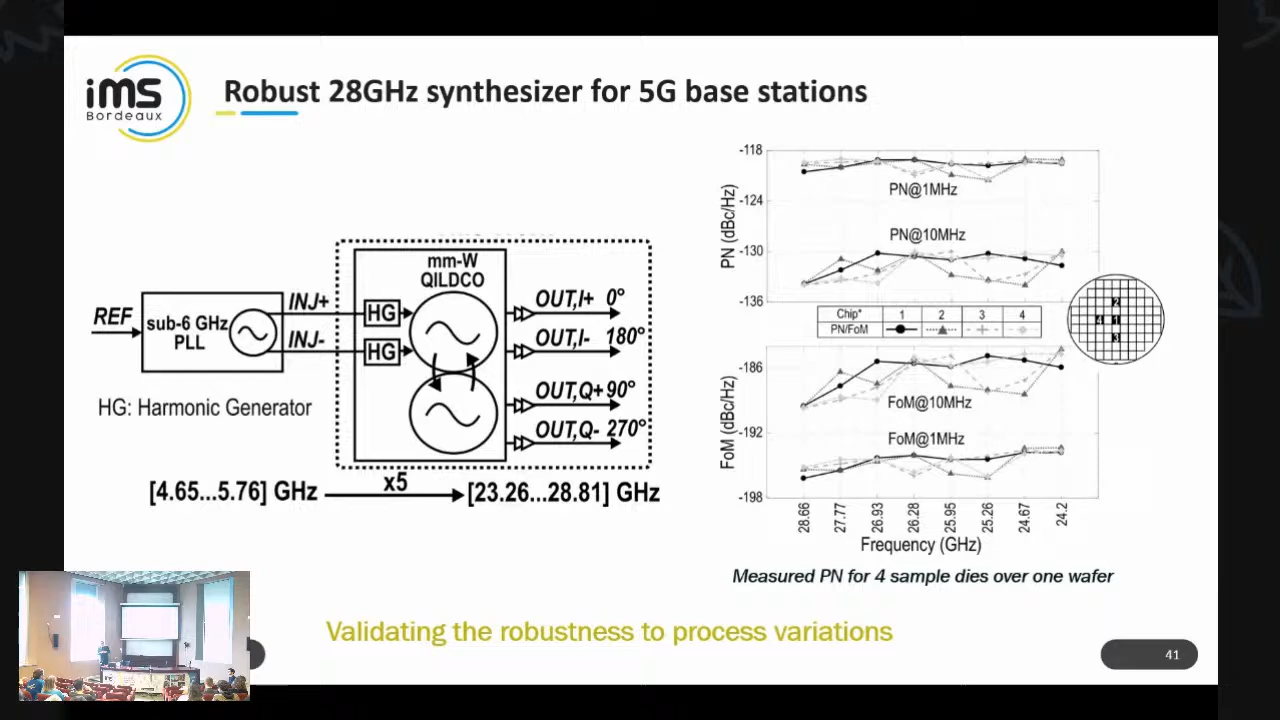 iMS
Bordeaux
Robust 28GHz synthesizer for 5G base stations
REF
sub-6 GHz
PLL
INJ+
INJ-
HG
HG
mm-W
QILDCO
OUT,I+ 0°
OUT,I- 180°
OUT,Q+ 90°
OUT,Q- 270°
HG: Harmonic Generator
[4.65...5.76] GHz
x5
[23.26...28.81] GHz
PN (dBc/Hz)
-118
-124
-130
-136
PN@1MHz
PN@10MHz
Chip* 1 2 3 4
PN/FoM
2
4 1
3
FoM (dBc/Hz)
-186
-192
-198
FoM@10MHz
FoM@1MHz
28.66 27.77 26.93 26.28 25.95 25.26 24.67 24.2
Frequency (GHz)
Measured PN for 4 sample dies over one wafer
Validating the robustness to process variations
41